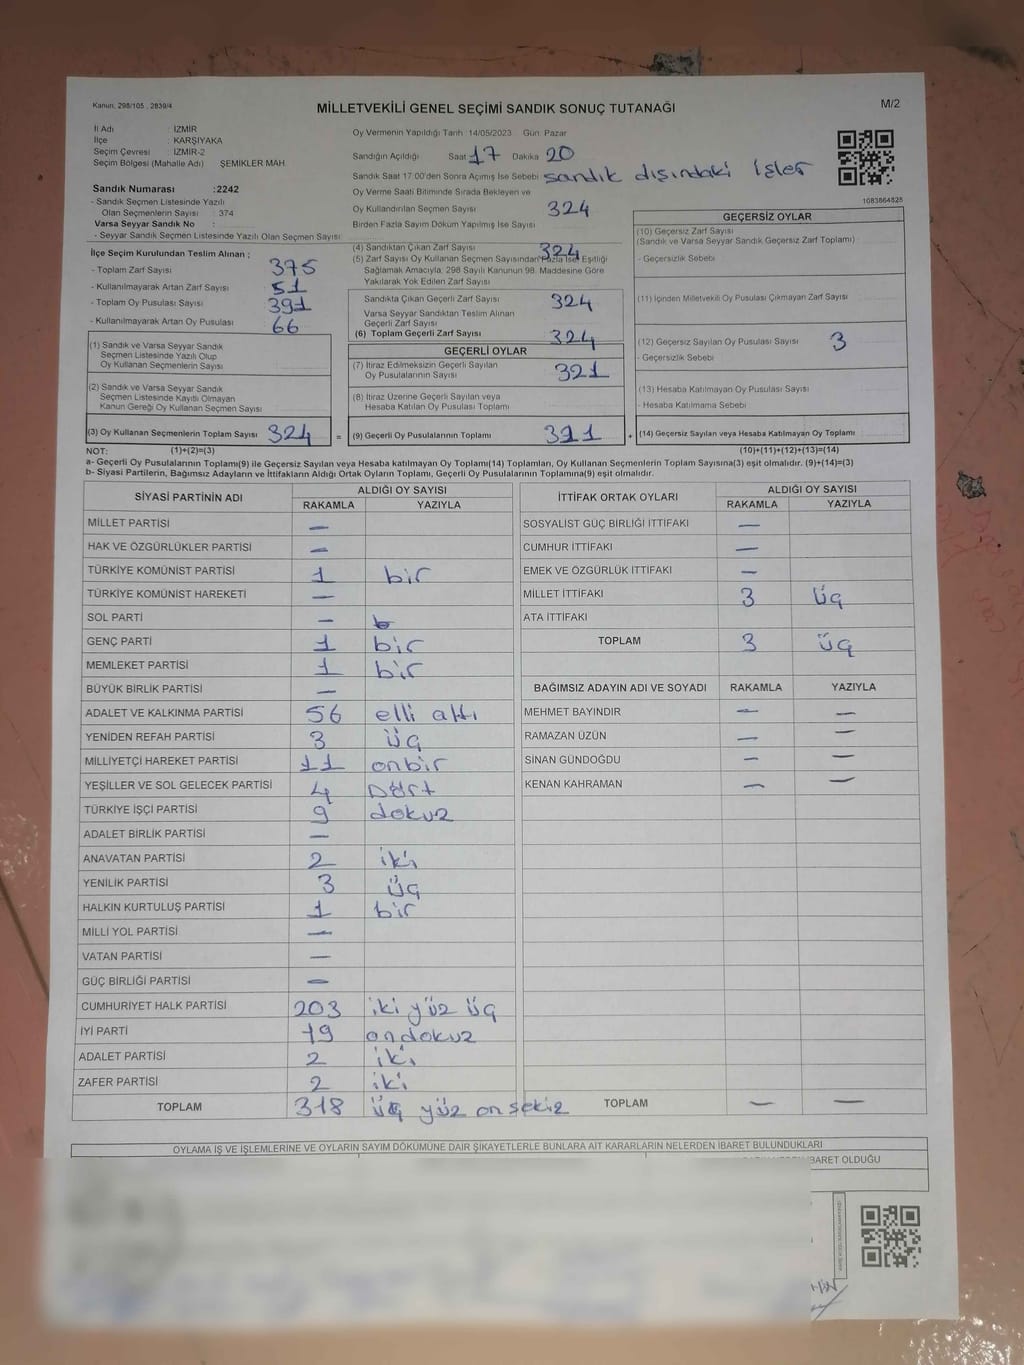 Kanun: 298/105 , 2839/4
MİLLETVEKİLİ GENEL SEÇİMİ SANDIK SONUÇ TUTANAĞI
M/2
İl Adı : İZMİR
İlçe : KARŞIYAKA
Seçim Çevresi : İZMİR-2
Seçim Bölgesi (Mahalle Adı) : ŞEMİKLER MAH.
Sandık Numarası : 2242
- Sandık Seçmen Listesinde Yazılı
Olan Seçmenlerin Sayısı : 374
Varsa Seyyar Sandık No :
- Seyyar Sandık Seçmen Listesinde Yazılı Olan Seçmen Sayısı
Oy Vermenin Yapıldığı Tarih :14/05/2023 Gün: Pazar
Sandığın Açıldığı Saat 17 Dakika 20
Sandık Saat 17:00'den Sonra Açımış İse Sebebi sandık dışındaki işler
Oy Verme Saati Bitiminde Sırada Bekleyen ve
Oy Kullandırılan Seçmen Sayısı 324
Birden Fazla Sayım Döküm Yapılmış İse Sayısı
1083864828
İlçe Seçim Kurulundan Teslim Alınan ;
- Toplam Zarf Sayısı 375
- Kullanılmayarak Artan Zarf Sayısı 51
- Toplam Oy Pusulası Sayısı 391
- Kullanılmayarak Artan Oy Pusulası 66
(1) Sandık ve Varsa Seyyar Sandık
Seçmen Listesinde Yazılı Olup
Oy Kullanan Seçmenlerin Sayısı
(2) Sandık ve Varsa Seyyar Sandık
Seçmen Listesinde Kayıtlı Olmayan
Kanun Gereği Oy Kullanan Seçmen Sayısı
(3) Oy Kullanan Seçmenlerin Toplam Sayısı 324 =
(4) Sandıktan Çıkan Zarf Sayısı 324
(5) Zarf Sayısı Oy Kullanan Seçmen Sayısından Fazla İse, Eşitliği
Sağlamak Amacıyla; 298 Sayılı Kanunun 98. Maddesine Göre
Yakılarak Yok Edilen Zarf Sayısı
Sandıkta Çıkan Geçerli Zarf Sayısı 324
Varsa Seyyar Sandıktan Teslim Alınan
Geçerli Zarf Sayısı
(6) Toplam Geçerli Zarf Sayısı 324
GEÇERLİ OYLAR
(7) İtiraz Edilmeksizin Geçerli Sayılan
Oy Pusulalarının Sayısı 321
(8) İtiraz Üzerine Geçerli Sayılan veya
Hesaba Katılan Oy Pusulası Toplamı
(9) Geçerli Oy Pusulalarının Toplamı 321 +
GEÇERSİZ OYLAR
(10) Geçersiz Zarf Sayısı
(Sandık ve Varsa Seyyar Sandık Geçersiz Zarf Toplamı)
- Geçersizlik Sebebi
(11) İçinden Milletvekili Oy Pusulası Çıkmayan Zarf Sayısı
(12) Geçersiz Sayılan Oy Pusulası Sayısı 3
- Geçersizlik Sebebi
(13) Hesaba Katılmayan Oy Pusulası Sayısı
- Hesaba Katılmama Sebebi
(14) Geçersiz Sayılan veya Hesaba Katılmayan Oy Toplamı
NOT: (1)+(2)=(3) (10)+(11)+(12)+(13)=(14)
a- Geçerli Oy Pusulalarının Toplamı(9) ile Geçersiz Sayılan veya Hesaba katılmayan Oy Toplamı(14) Toplamları, Oy Kullanan Seçmenlerin Toplam Sayısına(3) eşit olmalıdır. (9)+(14)=(3)
b- Siyasi Partilerin, Bağımsız Adayların ve İttifakların Aldığı Ortak Oyların Toplamı, Geçerli Oy Pusulalarının Toplamına(9) eşit olmalıdır.
SİYASİ PARTİNİN ADI ALDIĞI OY SAYISI
RAKAMLA YAZIYLA
MİLLET PARTİSİ —
HAK VE ÖZGÜRLÜKLER PARTİSİ —
TÜRKİYE KOMÜNİST PARTİSİ 1 bir
TÜRKİYE KOMÜNİST HAREKETİ —
SOL PARTİ —
GENÇ PARTİ 1 bir
MEMLEKET PARTİSİ 1 bir
BÜYÜK BİRLİK PARTİSİ —
ADALET VE KALKINMA PARTİSİ 56 elli altı
YENİDEN REFAH PARTİSİ 3 üç
MİLLİYETÇİ HAREKET PARTİSİ 11 onbir
YEŞİLLER VE SOL GELECEK PARTİSİ 4 Dört
TÜRKİYE İŞÇİ PARTİSİ 9 dokuz
ADALET BİRLİK PARTİSİ —
ANAVATAN PARTİSİ 2 iki
YENİLİK PARTİSİ 3 üç
HALKIN KURTULUŞ PARTİSİ 1 bir
MİLLİ YOL PARTİSİ —
VATAN PARTİSİ —
GÜÇ BİRLİĞİ PARTİSİ —
CUMHURİYET HALK PARTİSİ 203 iki yüz üç
İYİ PARTİ 19 ondokuz
ADALET PARTİSİ 2 iki
ZAFER PARTİSİ 2 iki
TOPLAM 318 üç yüz onsekiz
İTTİFAK ORTAK OYLARI ALDIĞI OY SAYISI
RAKAMLA YAZIYLA
SOSYALİST GÜÇ BİRLİĞİ İTTİFAKI —
CUMHUR İTTİFAKI —
EMEK VE ÖZGÜRLÜK İTTİFAKI —
MİLLET İTTİFAKI 3 üç
ATA İTTİFAKI
TOPLAM 3 üç
BAĞIMSIZ ADAYIN ADI VE SOYADI RAKAMLA YAZIYLA
MEHMET BAYINDIR — —
RAMAZAN ÜZÜN — —
SİNAN GÜNDOĞDU — —
KENAN KAHRAMAN — —
TOPLAM — —
OYLAMA İŞ VE İŞLEMLERİNE VE OYLARIN SAYIM DÖKÜMÜNE DAİR ŞİKAYETLERLE BUNLARA AİT KARARLARIN NELERDEN İBARET BULUNDUKLARI
İBARET OLDUĞU